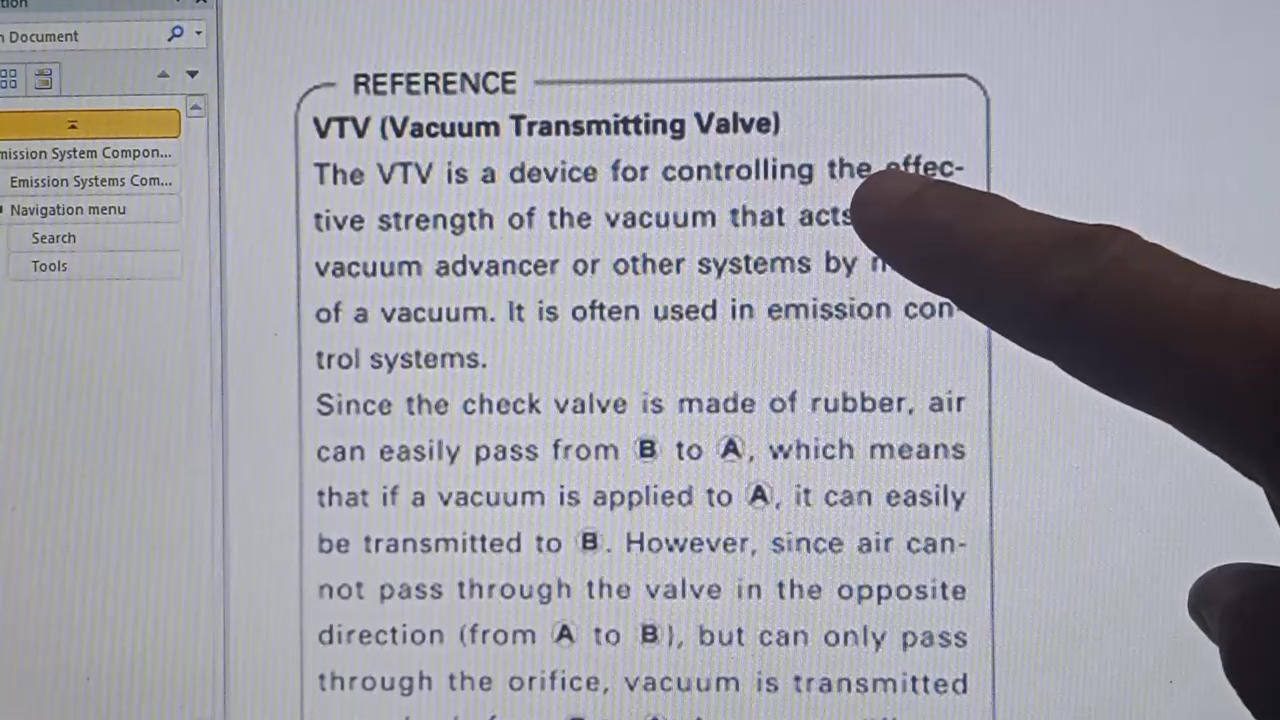 tion
n Document
mission System Compon...
Emission Systems Com...
Navigation menu
Search
Tools
REFERENCE
VTV (Vacuum Transmitting Valve)
The VTV is a device for controlling the effec-
tive strength of the vacuum that acts
vacuum advancer or other systems by
of a vacuum. It is often used in emission con-
trol systems.
Since the check valve is made of rubber, air
can easily pass from B to A, which means
that if a vacuum is applied to A, it can easily
be transmitted to B. However, since air can-
not pass through the valve in the opposite
direction (from A to B), but can only pass
through the orifice, vacuum is transmitted